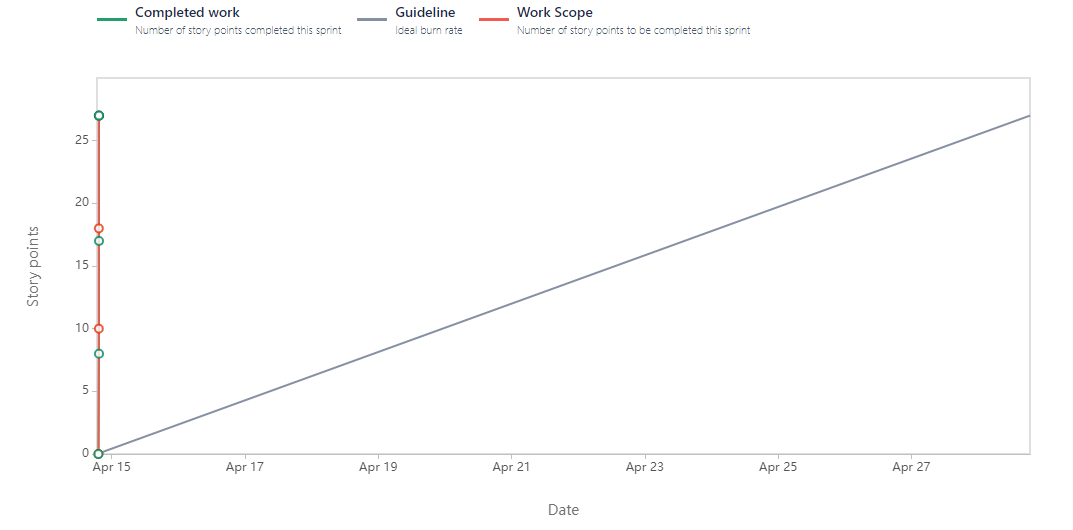 Completed work
Number of story points completed this sprint
Guideline
Ideal burn rate
Work Scope
Number of story points to be completed this sprint
25
20
15
10
5
0
Story points
Apr 15 Apr 17 Apr 19 Apr 21 Apr 23 Apr 25 Apr 27
Date